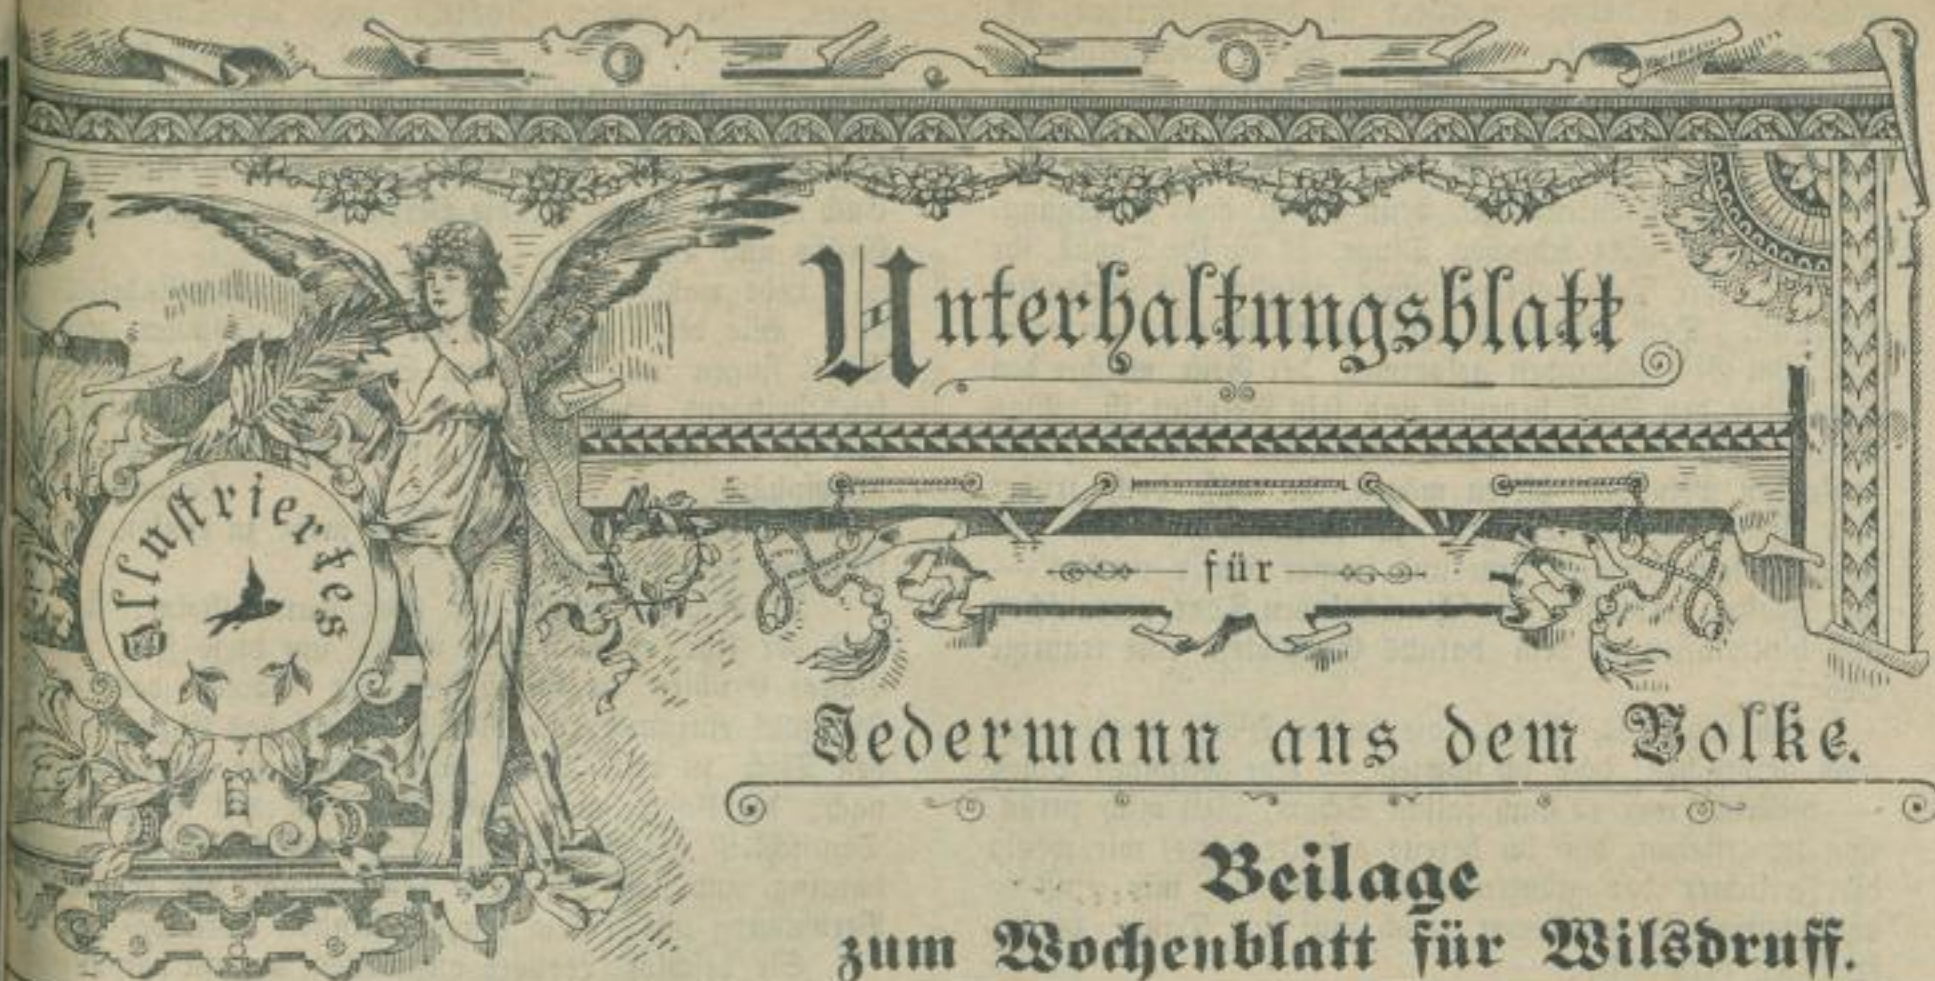 Illustriertes
Unterhaltungsblatt
für
Jedermann aus dem Volke.
Beilage
zum Wochenblatt für Wilsdruff.